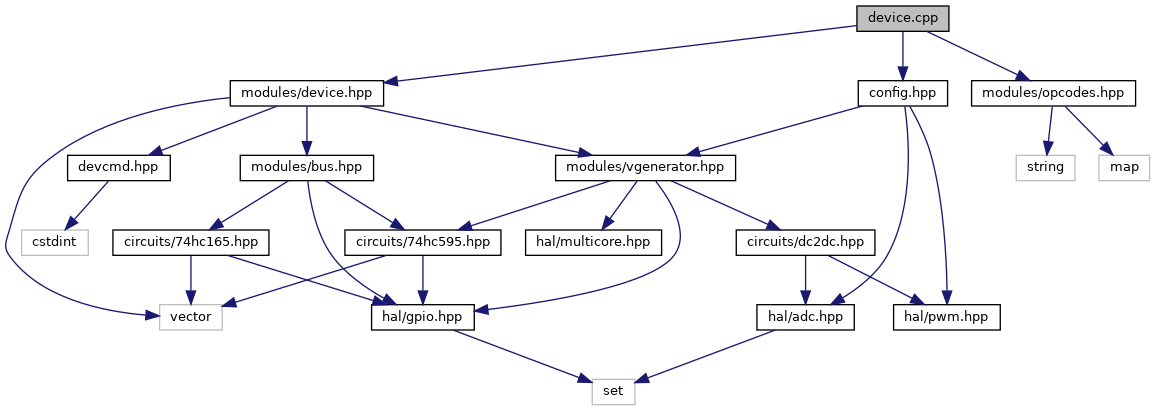 device.cpp
modules/device.hpp
config.hpp
modules/opcodes.hpp
devcmd.hpp
modules/bus.hpp
modules/vgenerator.hpp
string
map
cstdint
circuits/74hc165.hpp
circuits/74hc595.hpp
hal/multicore.hpp
circuits/dc2dc.hpp
vector
hal/gpio.hpp
hal/adc.hpp
hal/pwm.hpp
set